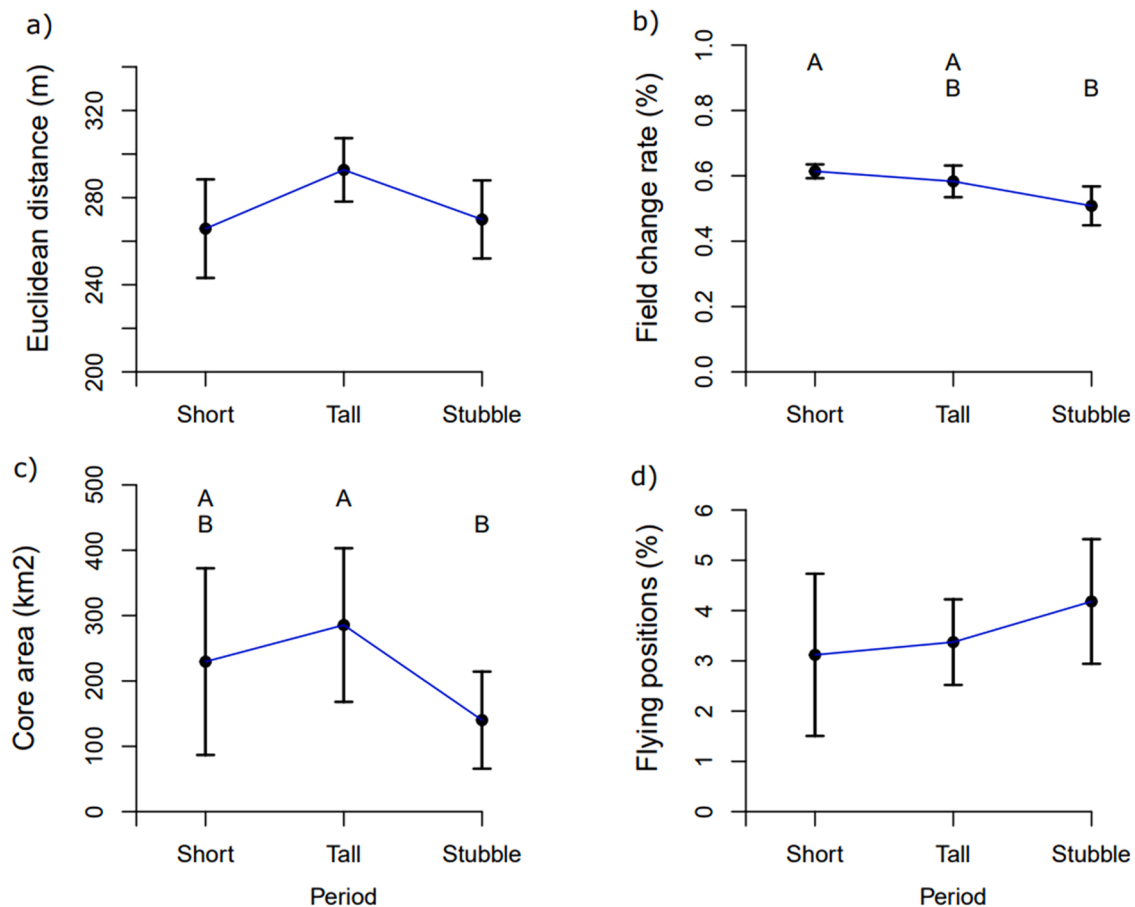 a)
Euclidean distance (m)
320
280
240
200
Short Tall Stubble
b)
Field change rate (%)
1.0
0.8
0.6
0.4
0.2
0.0
A A
B B
Short Tall Stubble
c)
Core area (km2)
500
400
300
200
100
0
A A
B B
Short Tall Stubble
Period
d)
Flying positions (%)
6
5
4
3
2
1
0
Short Tall Stubble
Period